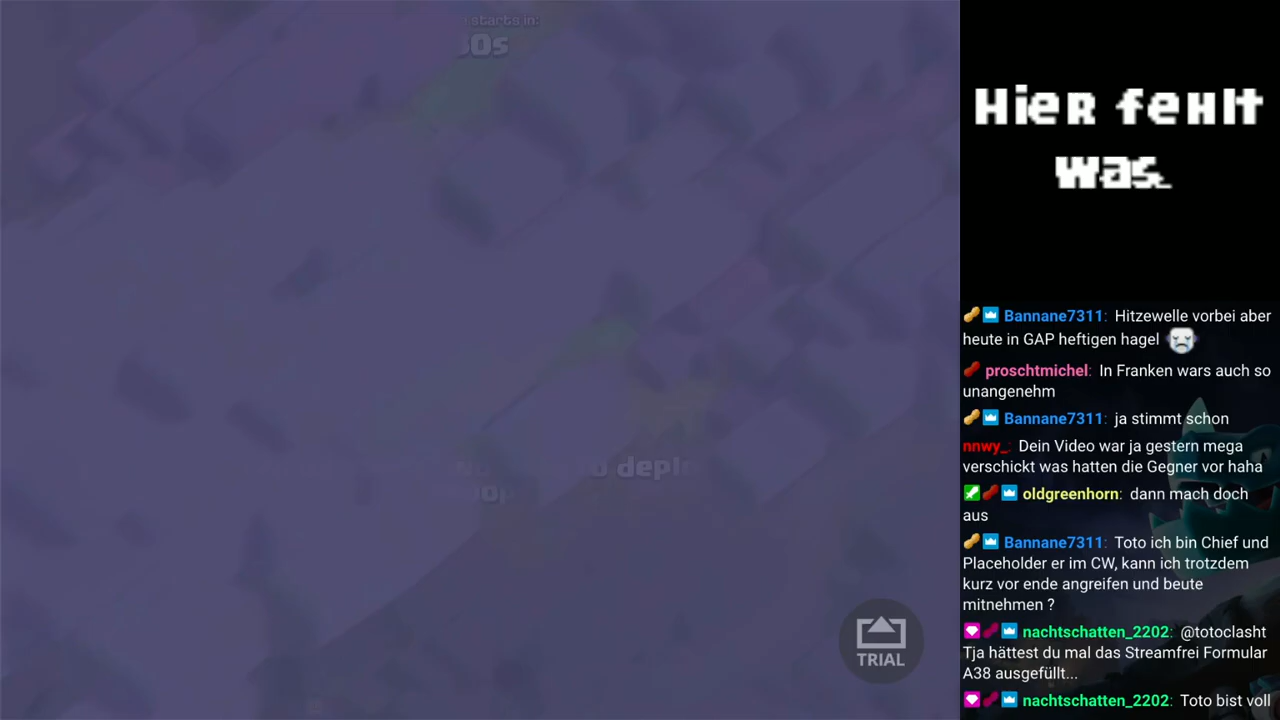 starts in:
30s
TRIAL
Hier fehlt
was.
Bannane7311: Hitzewelle vorbei aber
heute in GAP heftigen hagel
proschtmichel: In Franken wars auch so
unangenehm
Bannane7311: ja stimmt schon
nnwy_: Dein Video war ja gestern mega
verschickt was hatten die Gegner vor haha
oldgreenhorn: dann mach doch
aus
Bannane7311: Toto ich bin Chief und
Placeholder er im CW, kann ich trotzdem
kurz vor ende angreifen und beute
mitnehmen ?
nachtschatten_2202: @totoclasht
Tja hättest du mal das Streamfrei Formular
A38 ausgefüllt...
nachtschatten_2202: Toto bist voll